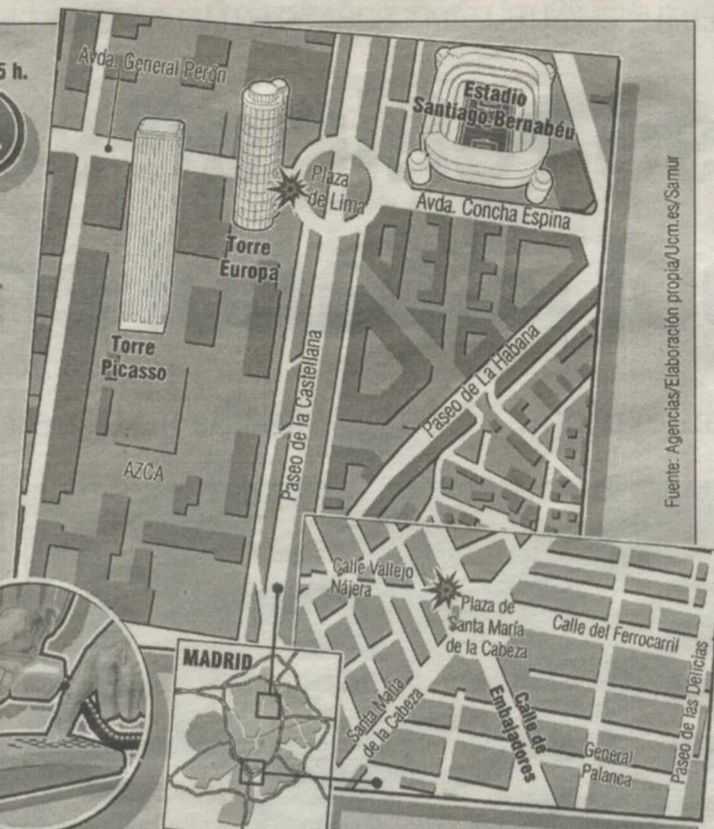 5 h.
Avda. General Perón
Estadio
Santiago Bernabéu
Plaza
de Lima
Avda. Concha Espina
Torre
Europa
Torre
Picasso
Paseo de la Castellana
Paseo de La Habana
AZCA
Fuente: Agencias/Elaboración propia/Ucm.es/Samur
Calle Vallejo
Nájera
Plaza de
Santa María
de la Cabeza
Calle del Ferrocarril
MADRID
Santa María
de la Cabeza
Calle de
Embajadores
General
Palanca
Paseo de las Delicias